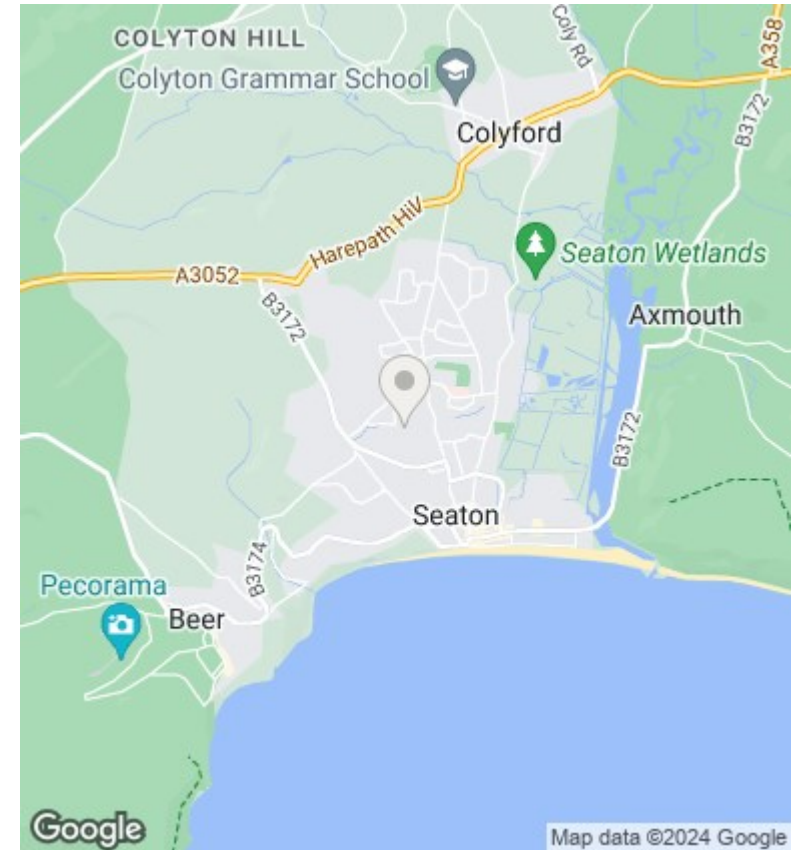 COLYTON HILL
Colyton Grammar School
Coly Rd
A358
Colyford
B3172
Harepath Hil
Seaton Wetlands
A3052
B3172
Axmouth
B3172
Seaton
B3174
Pecorama
Beer
Google
Map data ©2024 Google